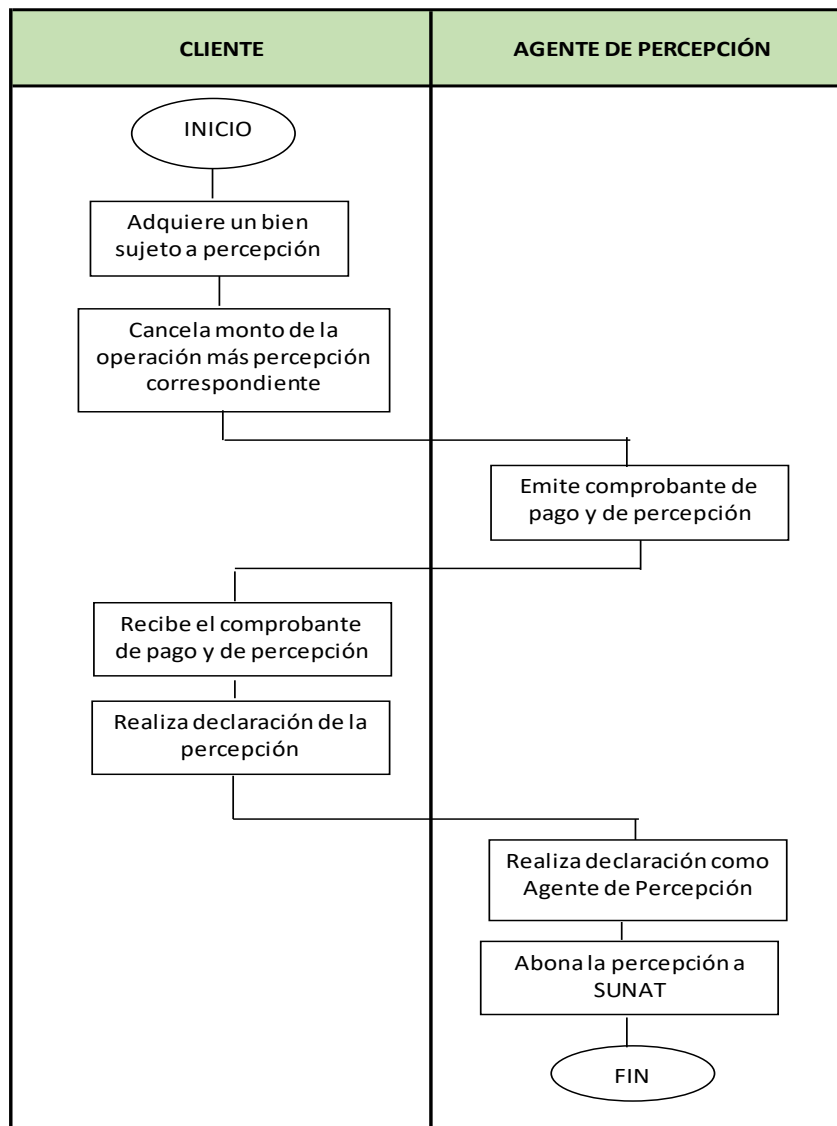 CLIENTE
AGENTE DE PERCEPCIÓN
INICIO
Adquiere un bien
sujeto a percepción
Cancela monto de la
operación más percepción
correspondiente
Emite comprobante de
pago y de percepción
Recibe el comprobante
de pago y de percepción
Realiza declaración de la
percepción
Realiza declaración como
Agente de Percepción
Abona la percepción a
SUNAT
FIN